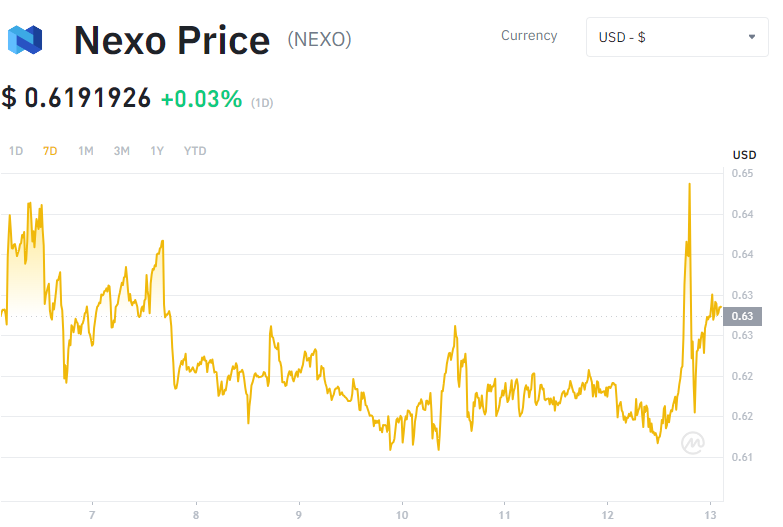 Nexo Price (NEXO)
Currency
USD - $
$ 0.6191926 +0.03% (1D)
1D 7D 1M 3M 1Y YTD
USD
0.65
0.64
0.64
0.63
0.63
0.63
0.62
0.62
0.61
7 8 9 10 11 12 13